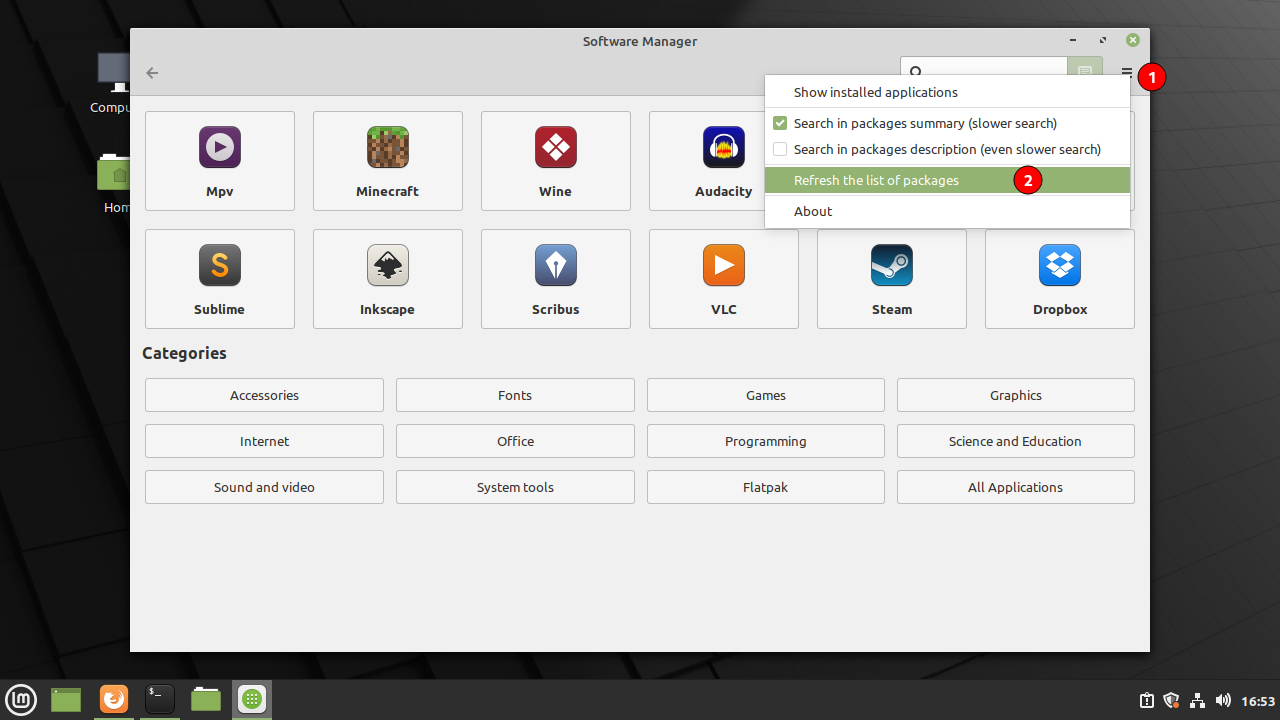 Software Manager
1
Show installed applications
Search in packages summary (slower search)
Search in packages description (even slower search)
Refresh the list of packages
2
About
Compu
Hom
Mpv
Minecraft
Wine
Audacity
S
Sublime
Inkscape
Scribus
VLC
Steam
Dropbox
Categories
Accessories
Fonts
Games
Graphics
Internet
Office
Programming
Science and Education
Sound and video
System tools
Flatpak
All Applications
lm
$_
16:53